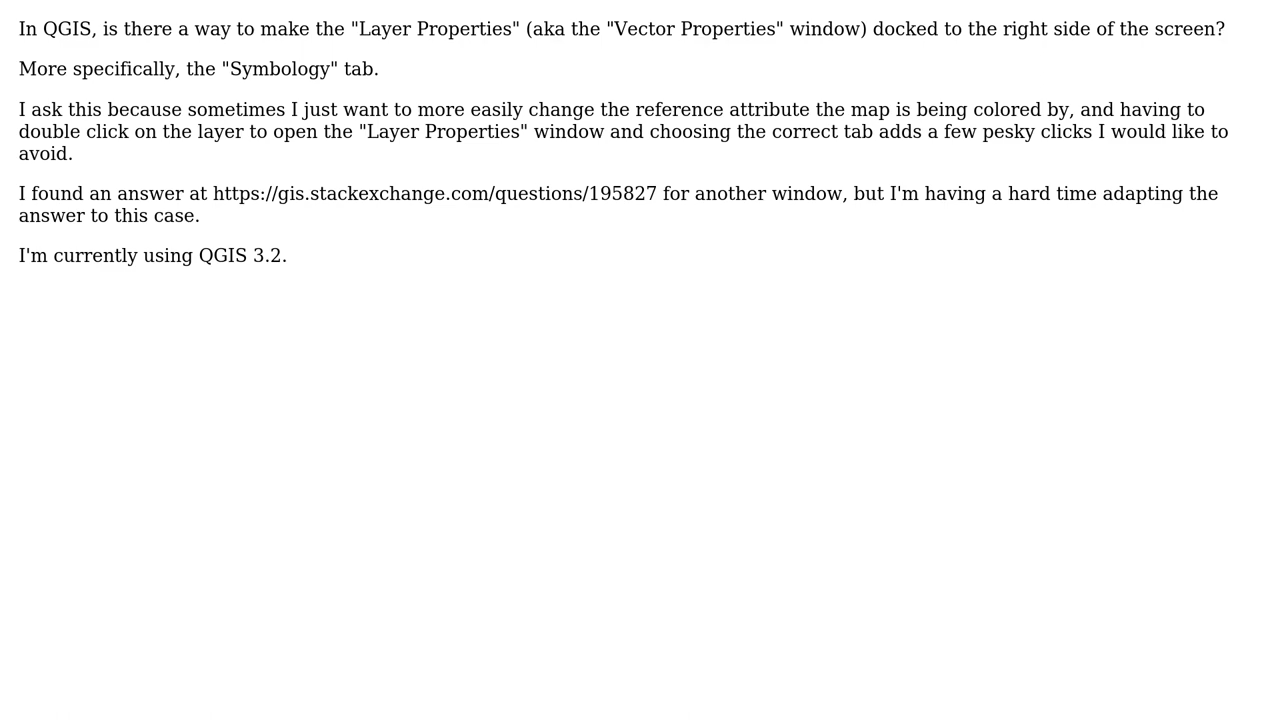 In QGIS, is there a way to make the "Layer Properties" (aka the "Vector Properties" window) docked to the right side of the screen?
More specifically, the "Symbology" tab.
I ask this because sometimes I just want to more easily change the reference attribute the map is being colored by, and having to
double click on the layer to open the "Layer Properties" window and choosing the correct tab adds a few pesky clicks I would like to
avoid.
I found an answer at https://gis.stackexchange.com/questions/195827 for another window, but I'm having a hard time adapting the
answer to this case.
I'm currently using QGIS 3.2.